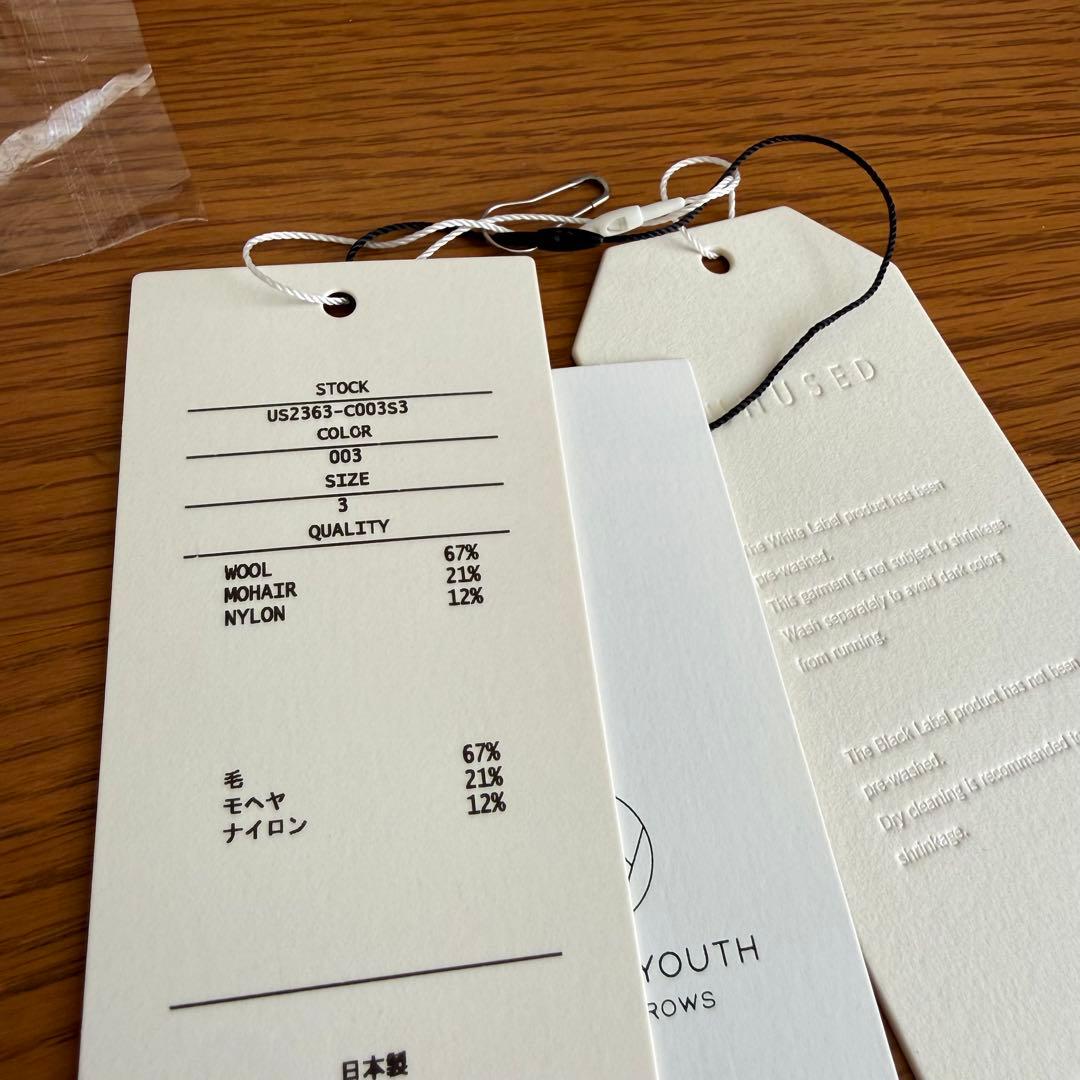 STOCK
US2363-C003S3
COLOR
003
SIZE
3
QUALITY
WOOL 67%
MOHAIR 21%
NYLON 12%
毛 67%
モヘヤ 21%
ナイロン 12%
日本製
YOUTH
ROWS
HUSED
The White Label product has been
pre-washed.
This garment is not subject to shrinkage.
Wash separately to avoid dark colors
from running.
The Black Label product has not been
pre-washed.
Dry cleaning is recommended
shrinkage.